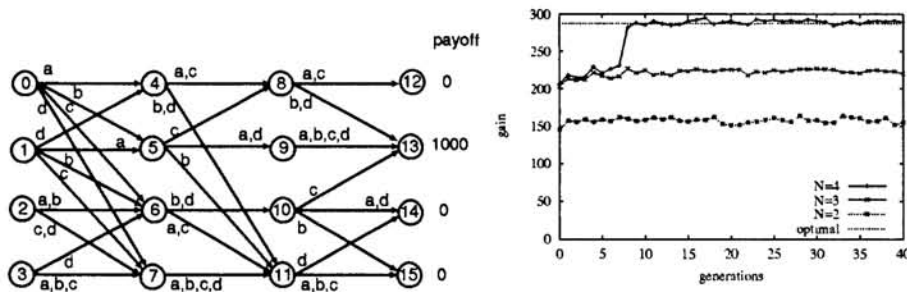 payoff
0 a b c d 4 a,c b,d 8 a,c b,d 12 0
1 d a b c 5 c a,d b 9 a,b,c,d 13 1000
2 a,b c,d 6 b,d a,c 10 c a,d b 14 0
3 d a,b,c 7 a,b,c,d 11 d a,b,c 15 0
300
250
200
150
100
50
0
gain
N=4
N=3
N=2
optimal
0 5 10 15 20 25 30 35 40
generations